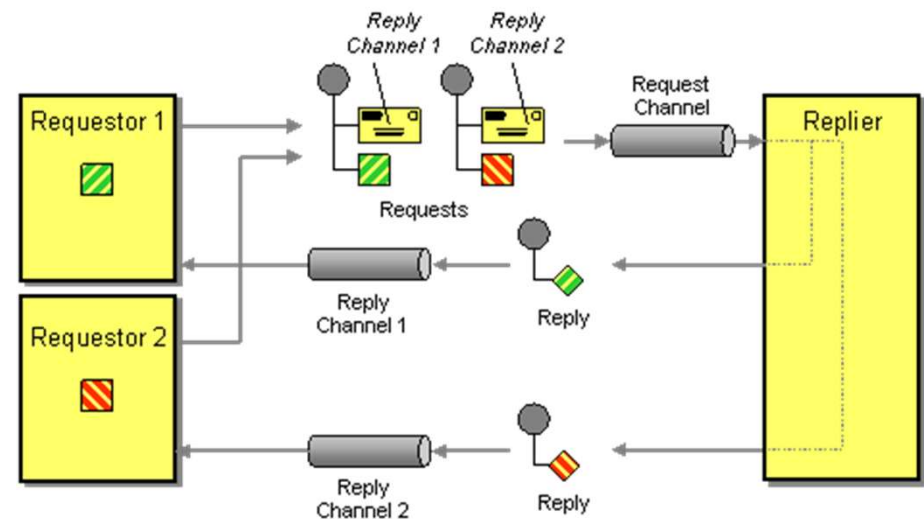 Reply
Channel 1
Reply
Channel 2
Request
Channel
Requestor 1
Replier
Requests
Reply
Channel 1
Reply
Requestor 2
Reply
Channel 2
Reply